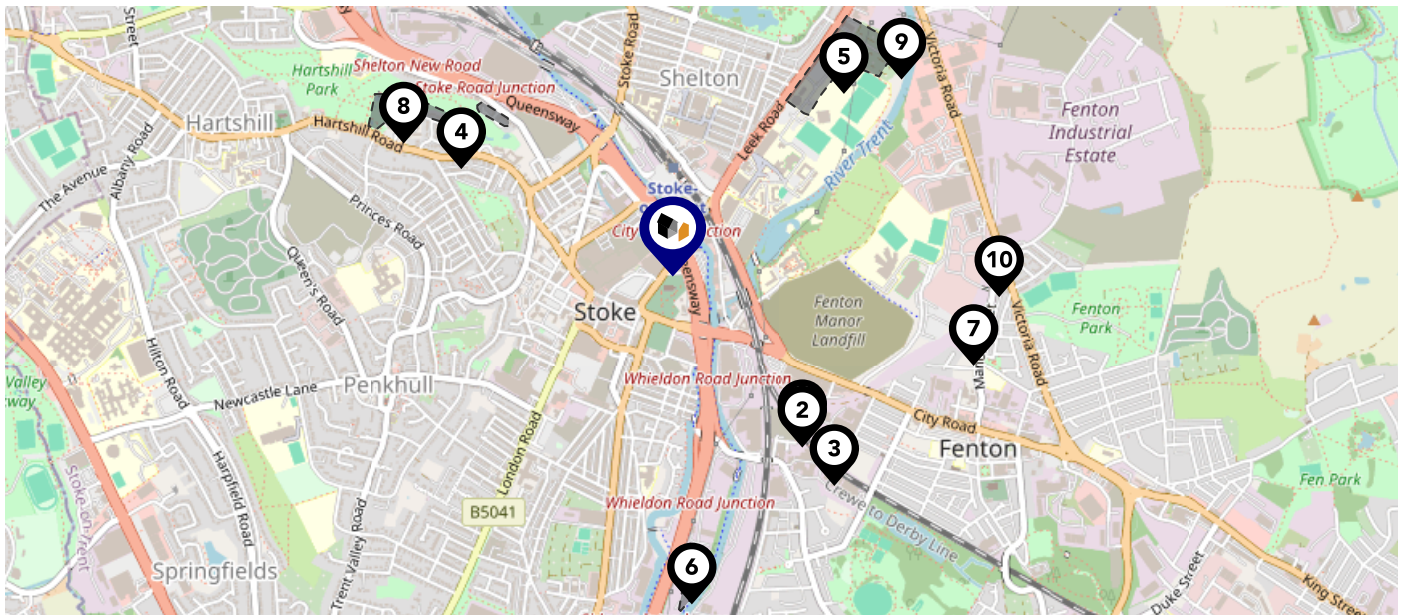 Street
Stoke Road
Victoria Road
Shelton New Road
Stoke Road Junction
Shelton
Hartshill
Park
Queensway
Hartshill
Hartshill Road
Leek Road
Fenton
Industrial
Estate
River Trent
Albany Road
The Avenue
Princes Road
Queen's Road
Stoke-
City
Stoke
Fenton
Manor
Landfill
Fenton
Park
Victoria Road
Hilton Road
Valley
Newcastle Lane
Penkhull
Whieldon Road Junction
City Road
Fenton
London Road
Harpfield Road
Stoke-on-Trent
B5041
Whieldon Road Junction
Crewe to Derby Line
Fen Park
Trent Valley Road
Springfields
Duke Street
King Street
8
4
5
9
10
7
2
3
6